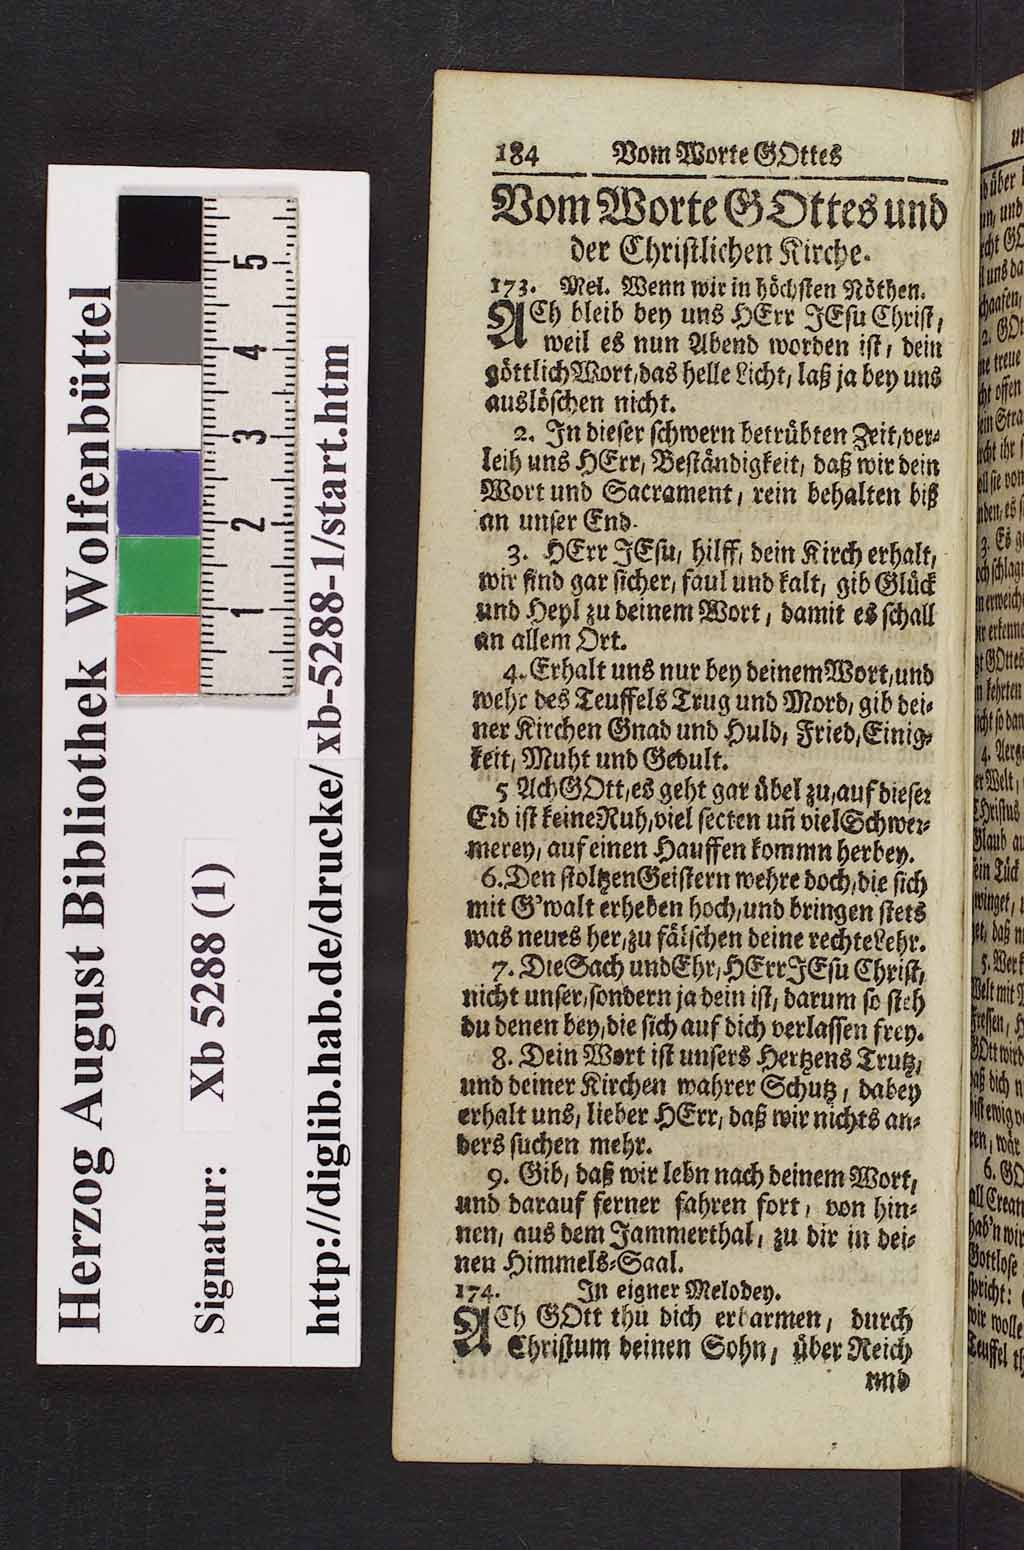 184 Vom Worte GOttes
Vom Worte GOttes und
der Christlichen Kirche.
173. Mel. Wenn wir in höchsten Nöthen.
ACh bleib bey uns HErr JEsu Christ,
weil es nun Abend worden ist, dein
göttlich Wort, das helle Licht, laß ja bey uns
auslöschen nicht.
2. In dieser schwern betrübten Zeit, ver-
leih uns HErr, Beständigkeit, daß wir dein
Wort und Sacrament, rein behalten biß
an unser End.
3. HErr JEsu, hilff, dein Kirch erhalt,
wir sind gar sicher, faul und kalt, gib Glück
und Heyl zu deinem Wort, damit es schall
an allem Ort.
4. Erhalt uns nur bey deinem Wort, und
wehr des Teuffels Trug und Mord, gib dei-
ner Kirchen Gnad und Huld, Fried, Einig-
keit, Muht und Gedult.
5 Ach GOtt, es geht gar übel zu, auf dieser
Erd ist keine Ruh, viel secten uñ viel Schwer-
merey, auf einen Hauffen kommn herbey.
6. Den stoltzen Geistern wehre doch, die sich
mit G'walt erheben hoch, und bringen stets
was neues her, zu fälschen deine rechte Lehr.
7. Die Sach und Ehr, HErr JEsu Christ,
nicht unser, sondern ja dein ist, darum so steh
du denen bey, die sich auf dich verlassen frey.
8. Dein Wort ist unsers Hertzens Trutz,
und deiner Kirchen wahrer Schutz, dabey
erhalt uns, lieber HErr, daß wir nichts an-
ders suchen mehr.
9. Gib, daß wir lebn nach deinem Wort,
und darauf ferner fahren fort, von hin-
nen, aus dem Jammerthal, zu dir in dei-
nen Himmels-Saal.
174. In eigner Melodey.
ACh GOtt thu dich erbarmen, durch
Christum deinen Sohn, über Reich
und
Herzog August Bibliothek Wolfenbüttel
Signatur: Xb 5288 (1)
http://diglib.hab.de/drucke/ xb-5288-1/start.htm
5
4
3
2
1